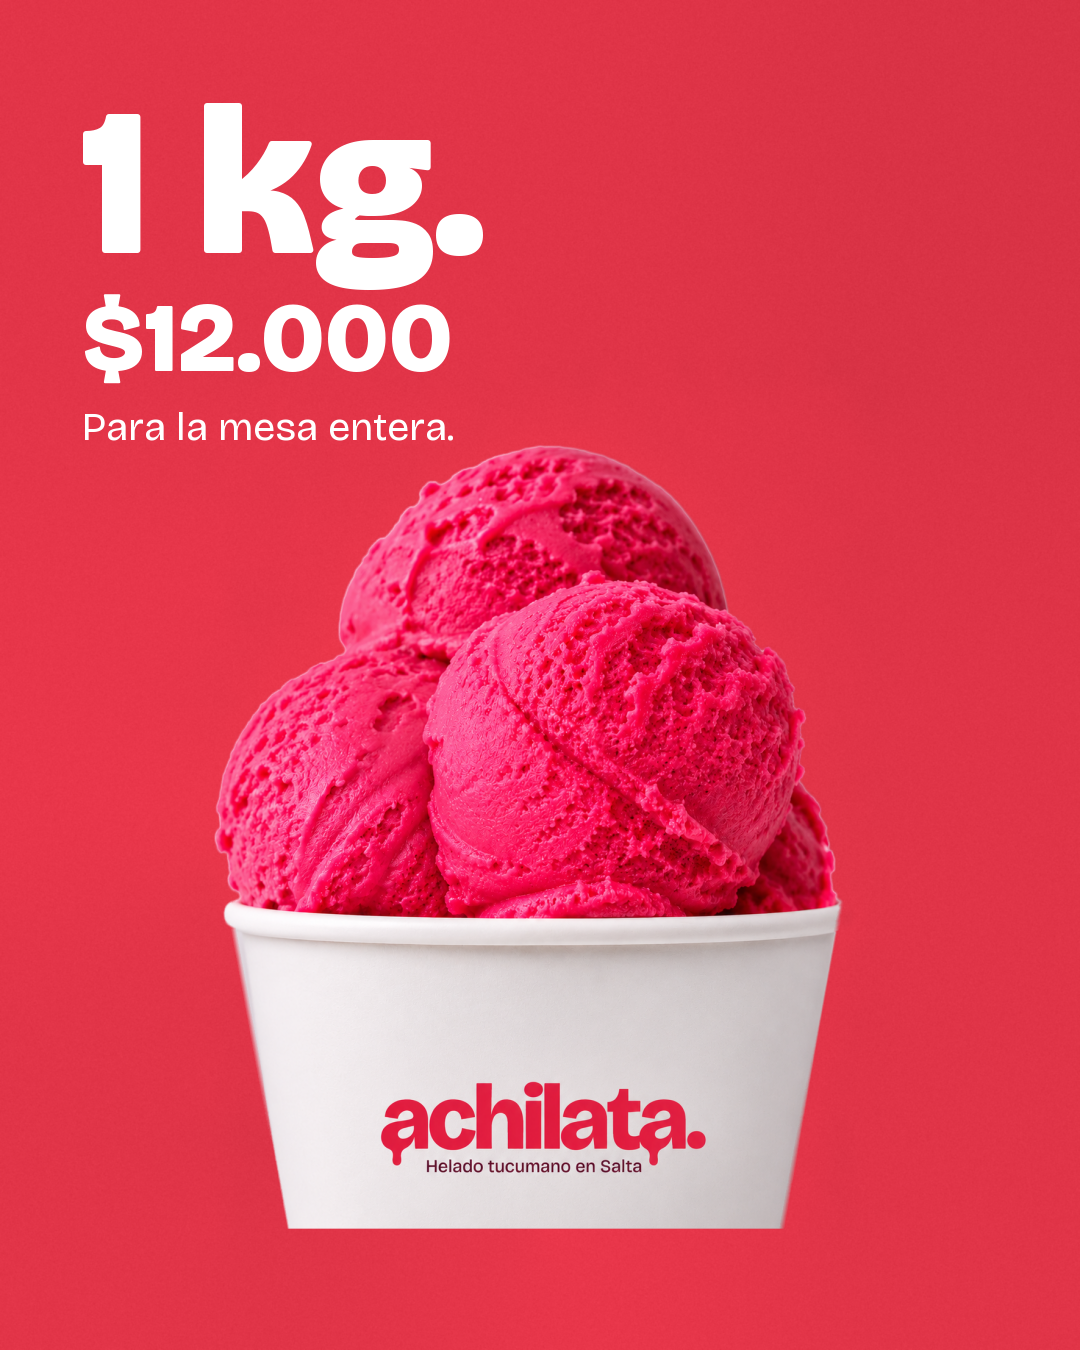 1 kg.
$12.000
Para la mesa entera.
achilata.
Helado tucumano en Salta